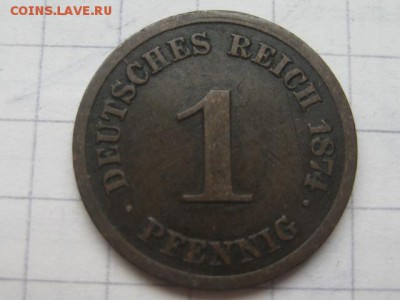 COINS.LAVE.RU
DEUTSCHES REICH 1874
1
· PFENNIG ·